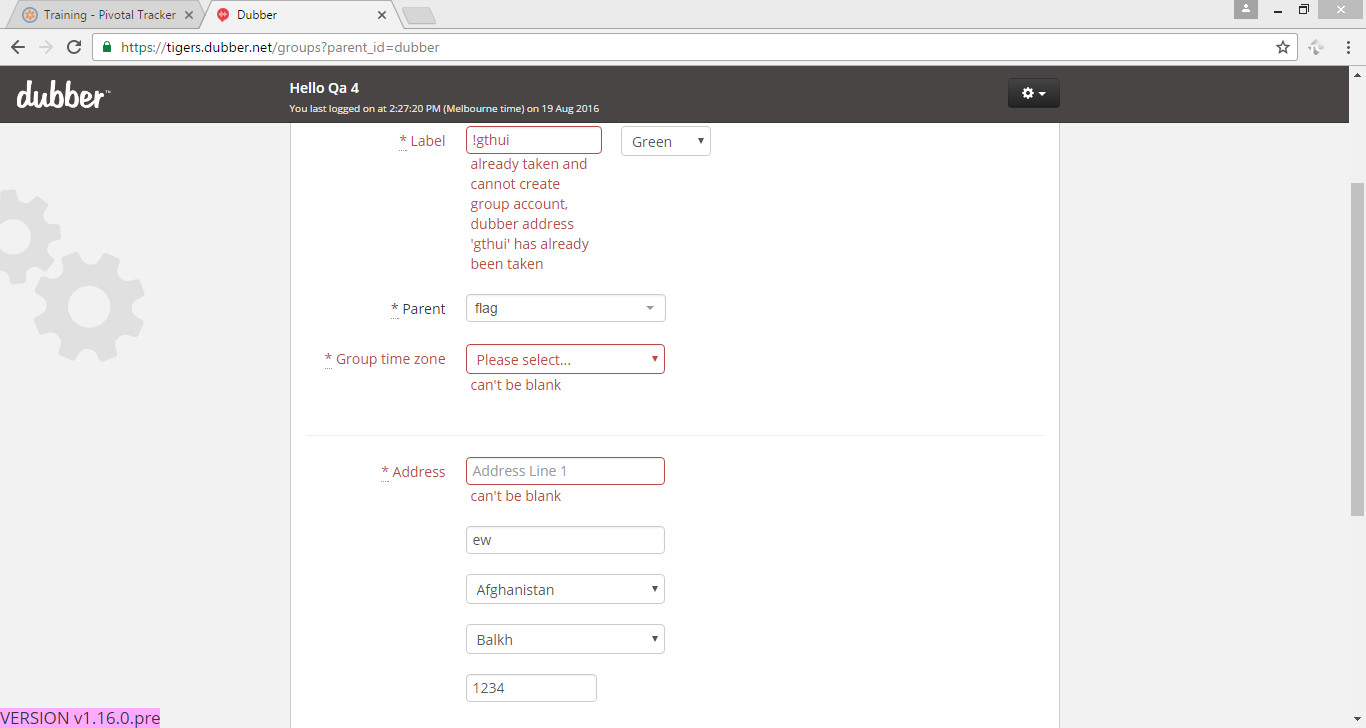 Training - Pivotal Tracker
Dubber
https://tigers.dubber.net/groups?parent_id=dubber
dubber™
Hello Qa 4
You last logged on at 2:27:20 PM (Melbourne time) on 19 Aug 2016
* Label
!gthui
Green
already taken and
cannot create
group account,
dubber address
'gthui' has already
been taken
* Parent
flag
* Group time zone
Please select...
can't be blank
* Address
Address Line 1
can't be blank
ew
Afghanistan
Balkh
1234
VERSION v1.16.0.pre